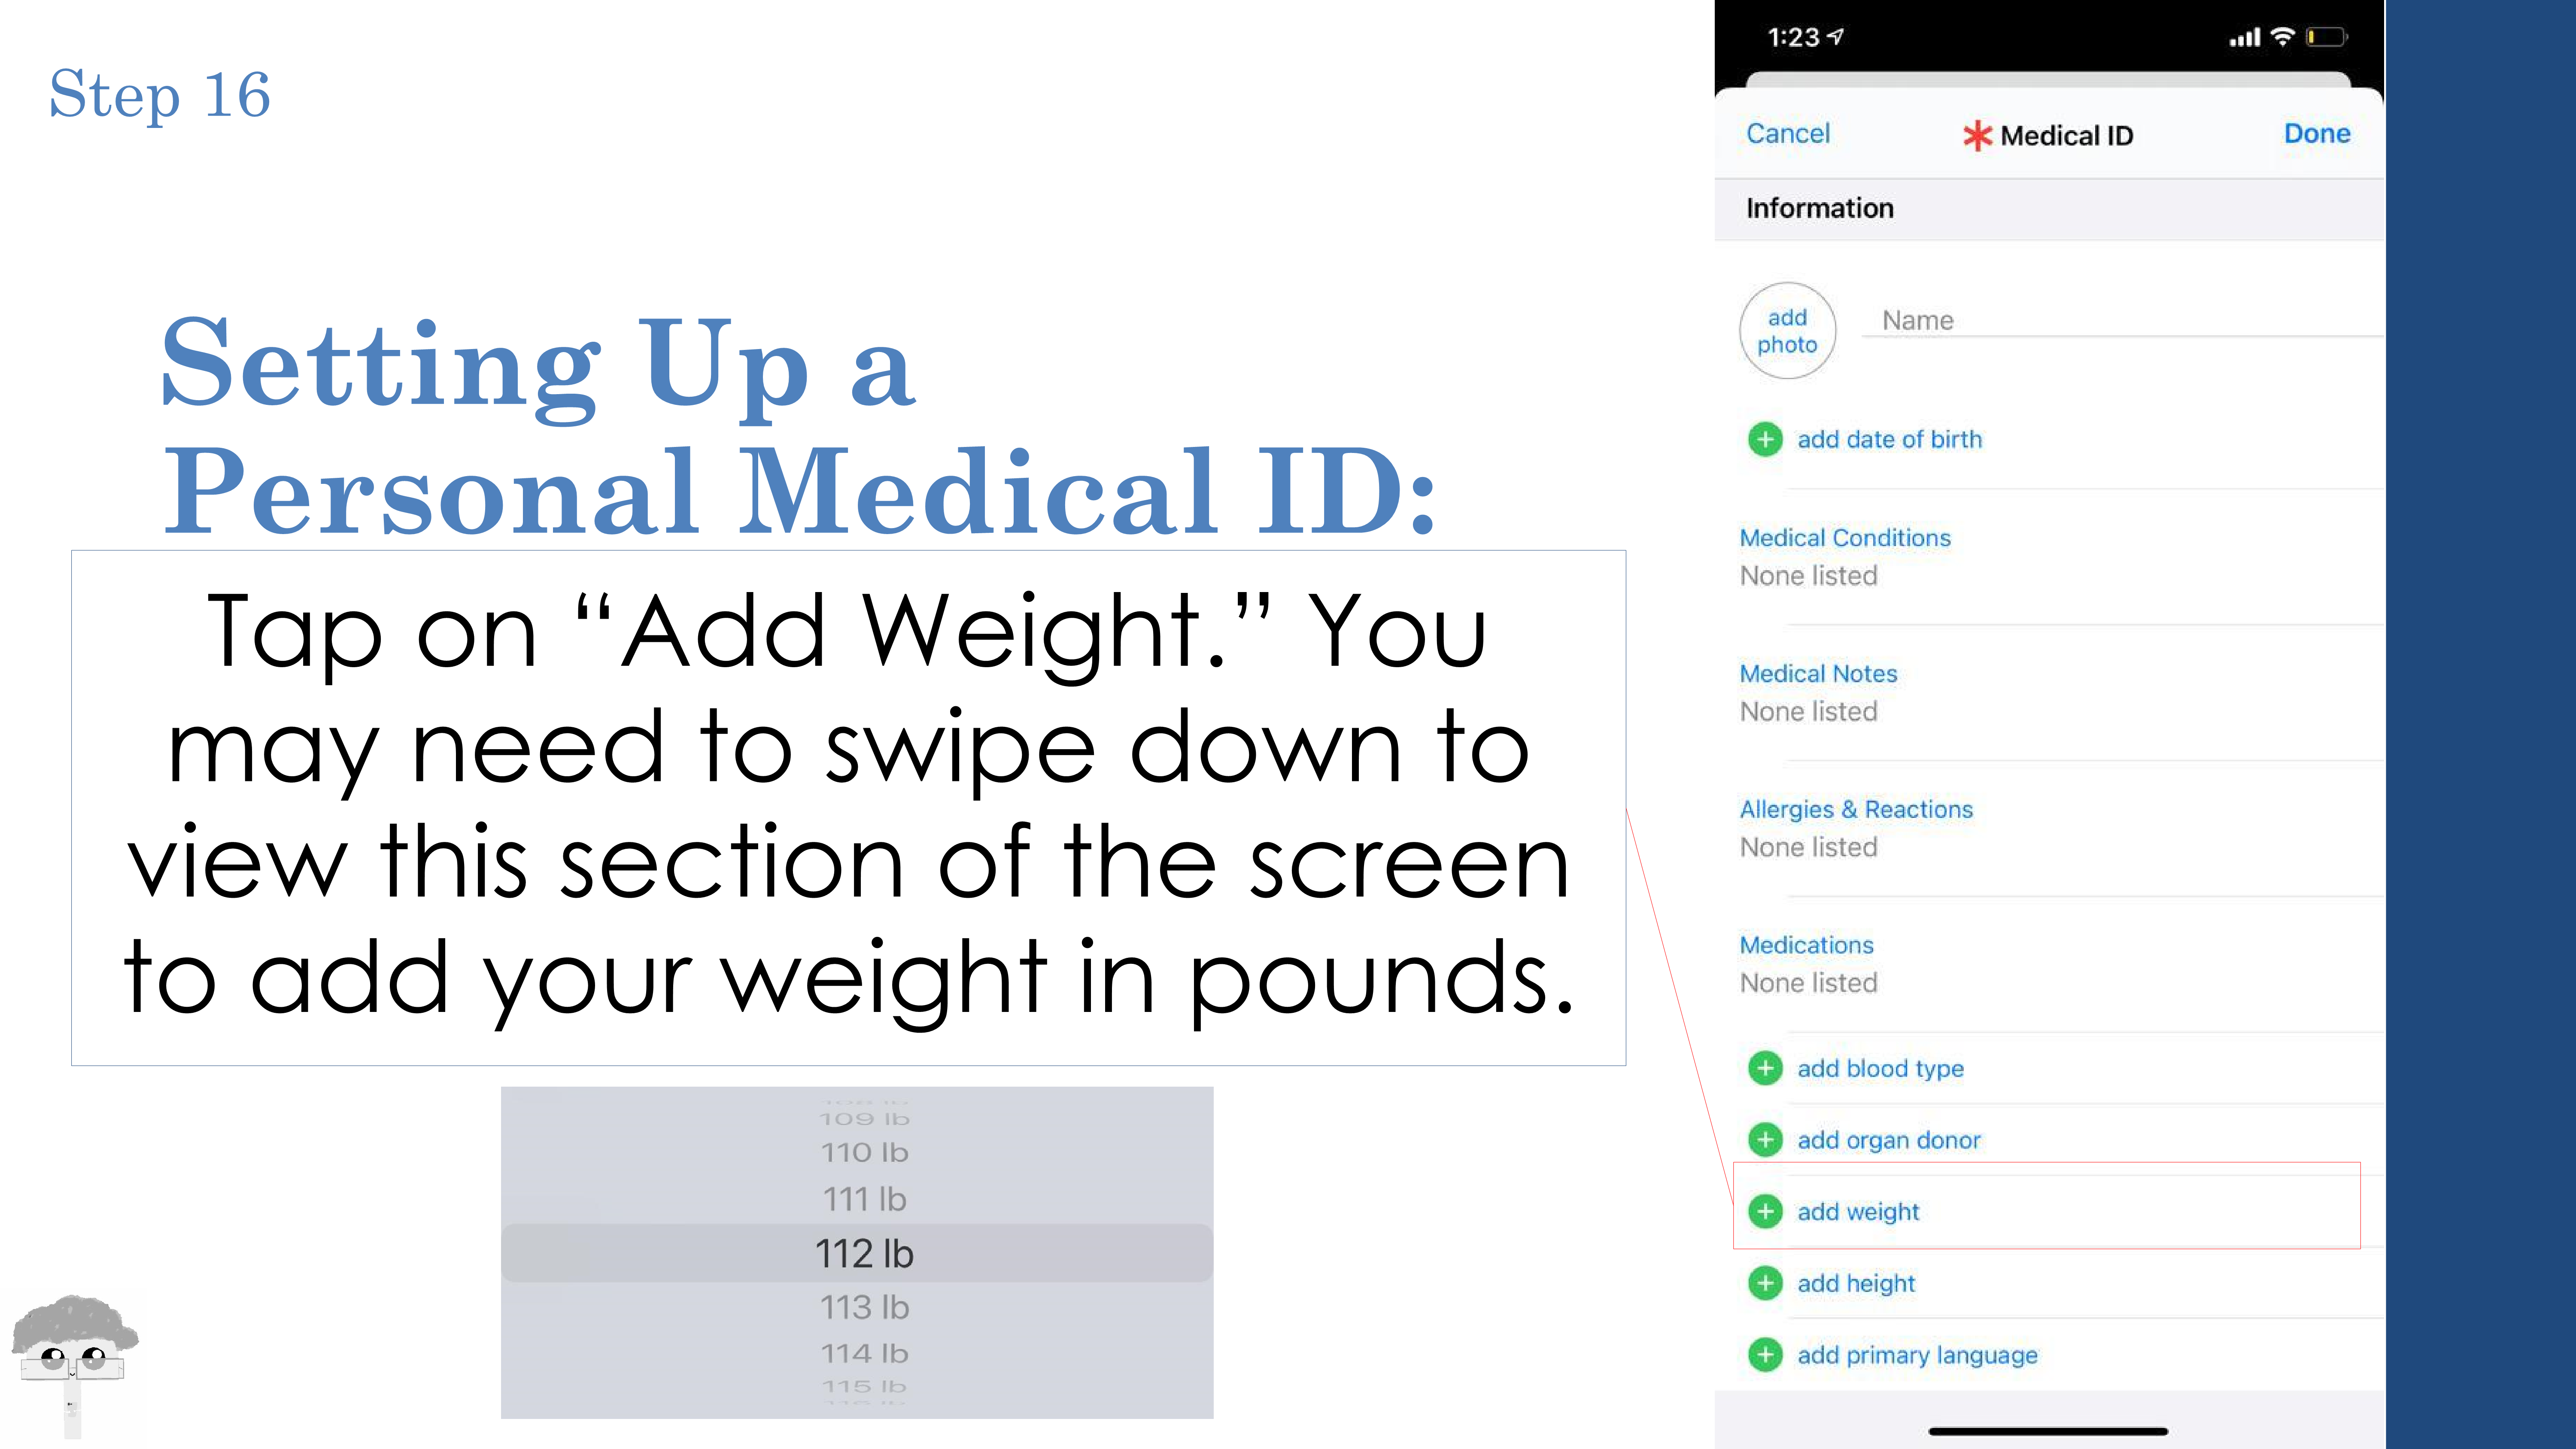 Step 16
Setting Up a
Personal Medical ID:
Tap on “Add Weight.” You
may need to swipe down to
view this section of the screen
to add your weight in pounds.
109 lb
110 lb
111 lb
112 lb
113 lb
114 lb
115 lb
1:23
Cancel
Medical ID
Done
Information
add
photo
Name
add date of birth
Medical Conditions
None listed
Medical Notes
None listed
Allergies & Reactions
None listed
Medications
None listed
add blood type
add organ donor
add weight
add height
add primary language